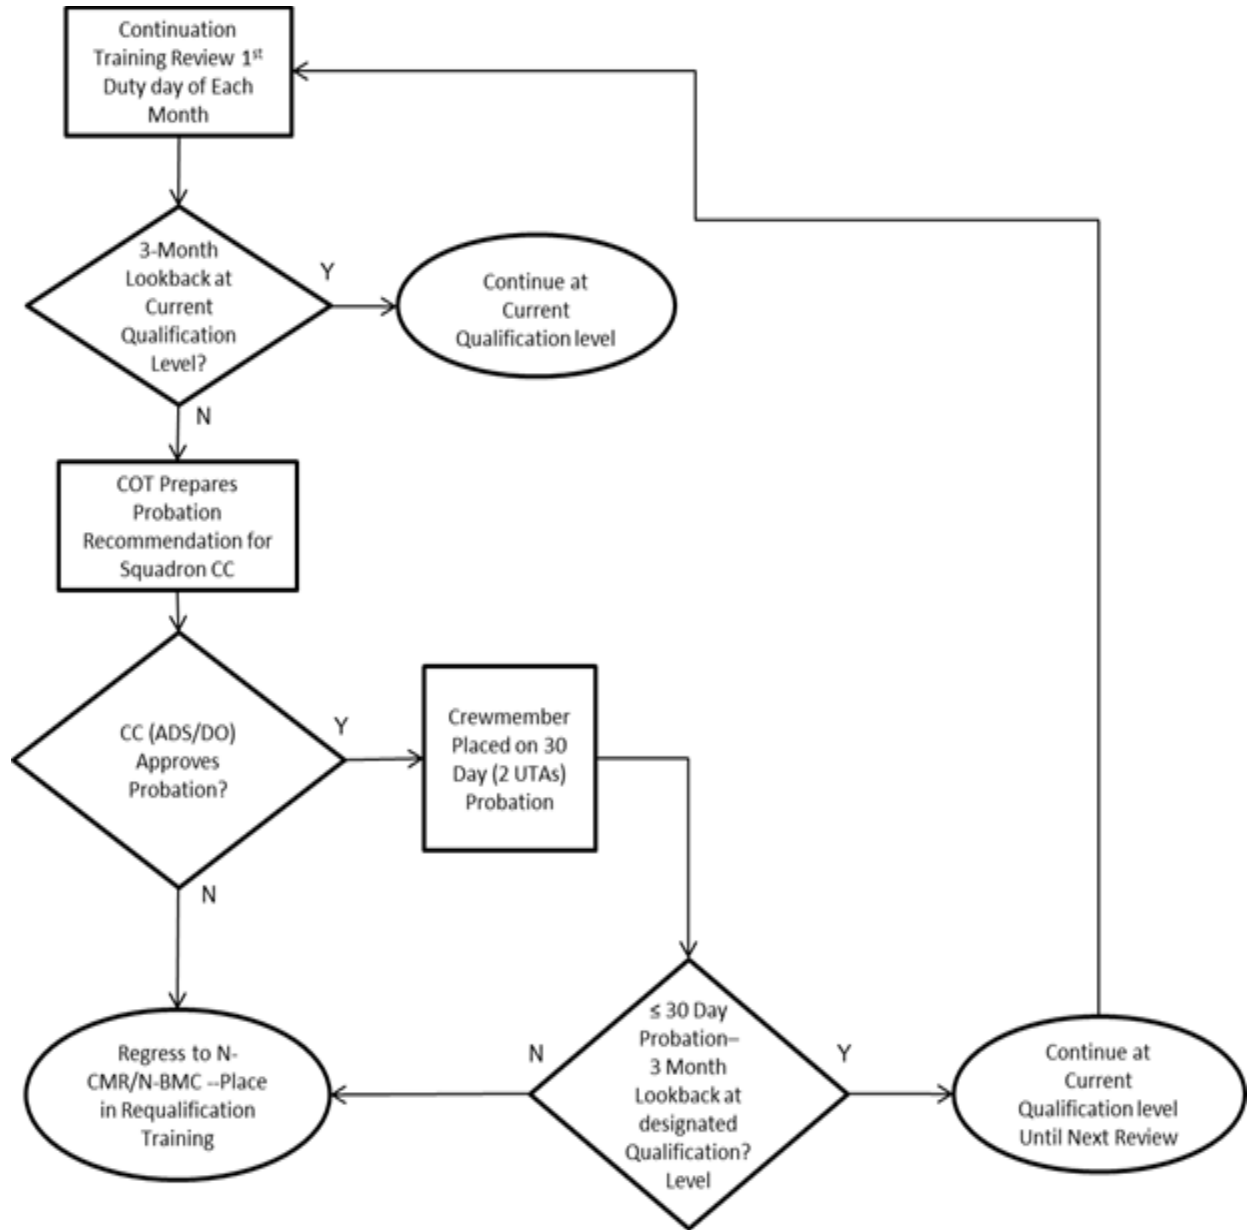 Continuation
Training Review 1st
Duty day of Each
Month
3-Month
Lookback at
Current
Qualification
Level?
Y
Continue at
Current
Qualification level
N
COT Prepares
Probation
Recommendation for
Squadron CC
CC (ADS/DO)
Approves
Probation?
Y
Crewmember
Placed on 30
Day (2 UTAs)
Probation
N
≤ 30 Day
Probation–
3 Month
Lookback at
designated
Qualification?
Level
N
Y
Regress to N-
CMR/N-BMC --Place
in Requalification
Training
Continue at
Current
Qualification level
Until Next Review